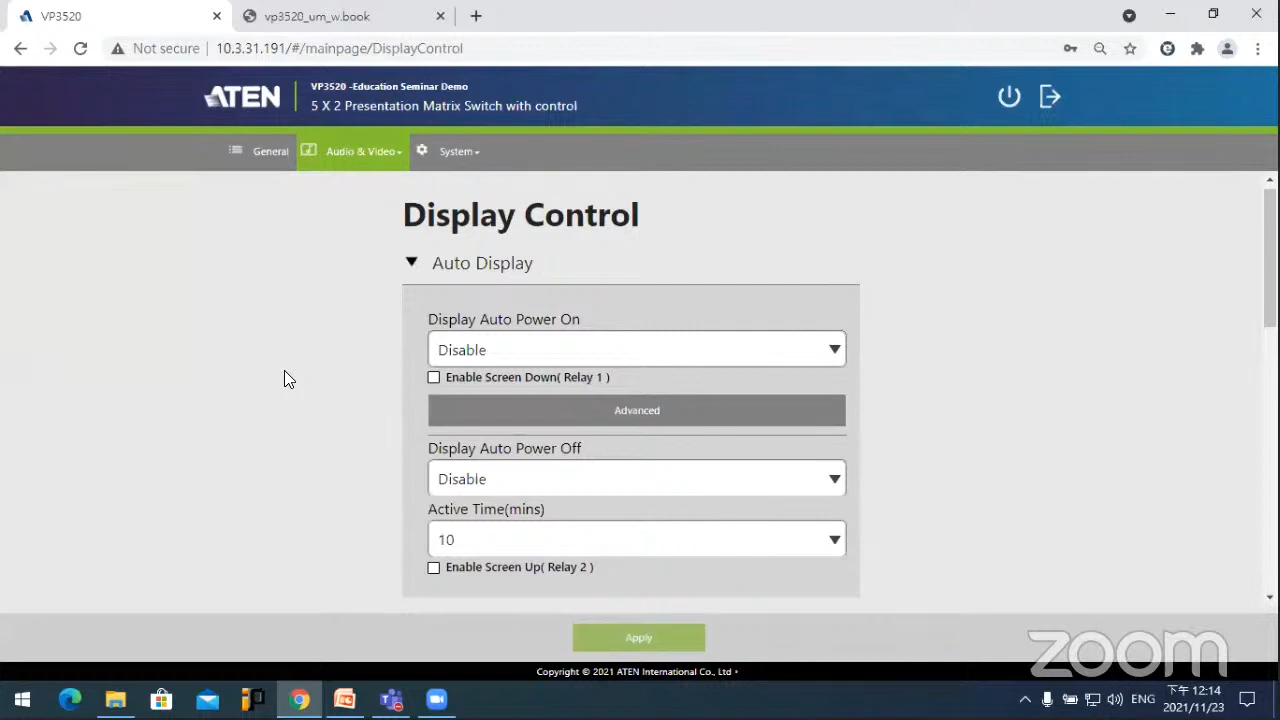 VP3520
vp3520_um_w.book
Not secure
10.3.31.191/#/mainpage/DisplayControl
ATEN
VP3520 -Education Seminar Demo
5 X 2 Presentation Matrix Switch with control
General
Audio & Video
System
Display Control
Auto Display
Display Auto Power On
Disable
Enable Screen Down( Relay 1 )
Advanced
Display Auto Power Off
Disable
Active Time(mins)
10
Enable Screen Up( Relay 2 )
Apply
zoom
Copyright © 2021 ATEN International Co., Ltd •
ENG
下午 12:14
2021/11/23